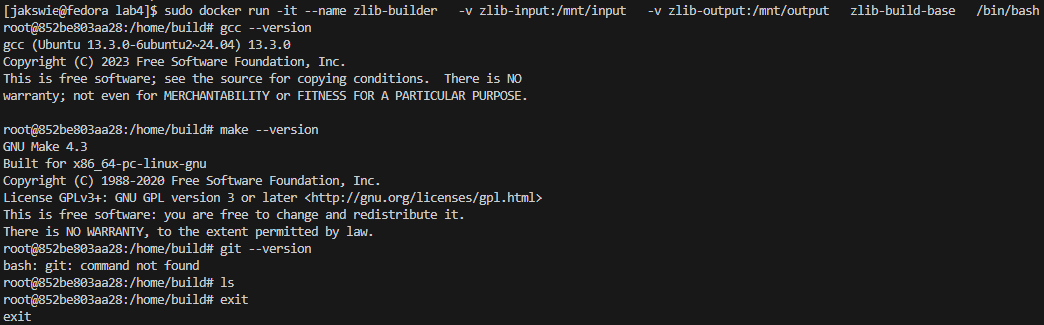 [jakswie@fedora lab4]$ sudo docker run -it --name zlib-builder   -v zlib-input:/mnt/input   -v zlib-output:/mnt/output   zlib-build-base   /bin/bash
root@852be803aa28:/home/build# gcc --version
gcc (Ubuntu 13.3.0-6ubuntu2~24.04) 13.3.0
Copyright (C) 2023 Free Software Foundation, Inc.
This is free software; see the source for copying conditions.  There is NO
warranty; not even for MERCHANTABILITY or FITNESS FOR A PARTICULAR PURPOSE.

root@852be803aa28:/home/build# make --version
GNU Make 4.3
Built for x86_64-pc-linux-gnu
Copyright (C) 1988-2020 Free Software Foundation, Inc.
License GPLv3+: GNU GPL version 3 or later <http://gnu.org/licenses/gpl.html>
This is free software: you are free to change and redistribute it.
There is NO WARRANTY, to the extent permitted by law.
root@852be803aa28:/home/build# git --version
bash: git: command not found
root@852be803aa28:/home/build# ls
root@852be803aa28:/home/build# exit
exit